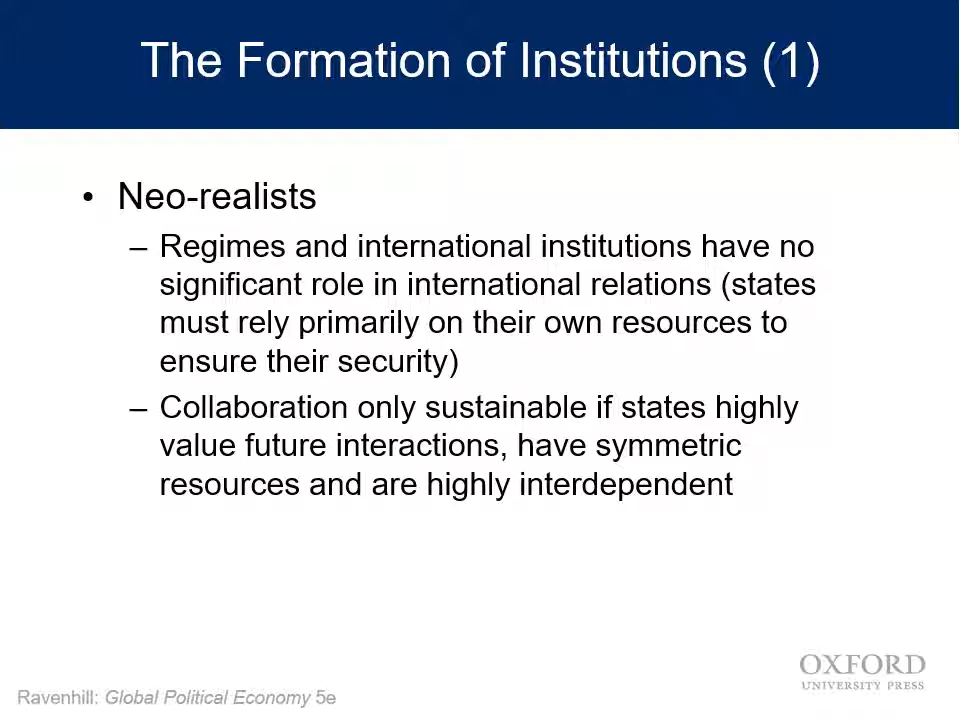 The Formation of Institutions (1)
• Neo-realists
– Regimes and international institutions have no
significant role in international relations (states
must rely primarily on their own resources to
ensure their security)
– Collaboration only sustainable if states highly
value future interactions, have symmetric
resources and are highly interdependent
OXFORD
UNIVERSITY PRESS
Ravenhill: Global Political Economy 5e